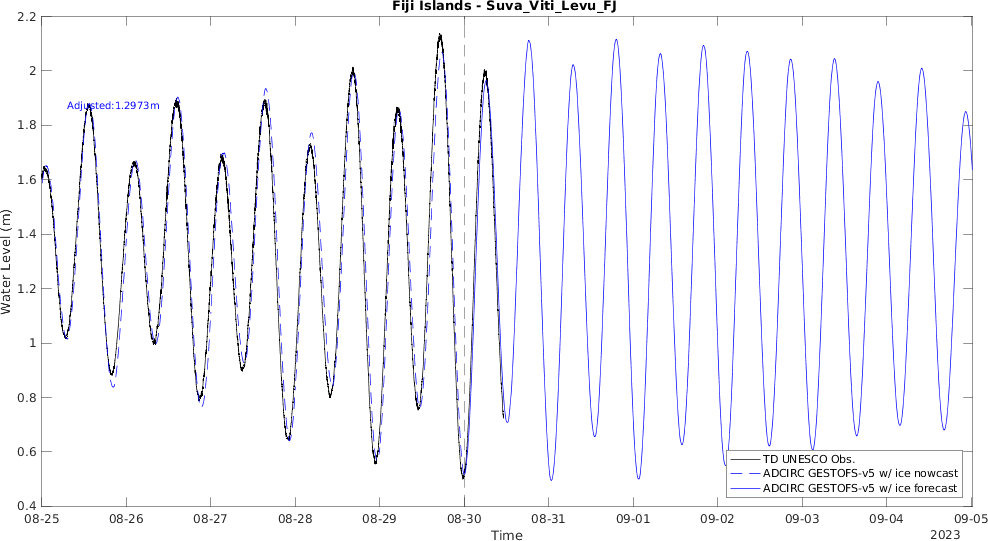 Fiji Islands - Suva_Viti_Levu_FJ
2.2
2
1.8
1.6
1.4
1.2
1
0.8
0.6
0.4
Water Level (m)
Adjusted:1.2973m
TD UNESCO Obs.
ADCIRC GESTOFS-v5 w/ ice nowcast
ADCIRC GESTOFS-v5 w/ ice forecast
08-25 08-26 08-27 08-28 08-29 08-30 08-31 09-01 09-02 09-03 09-04 09-05
Time
2023